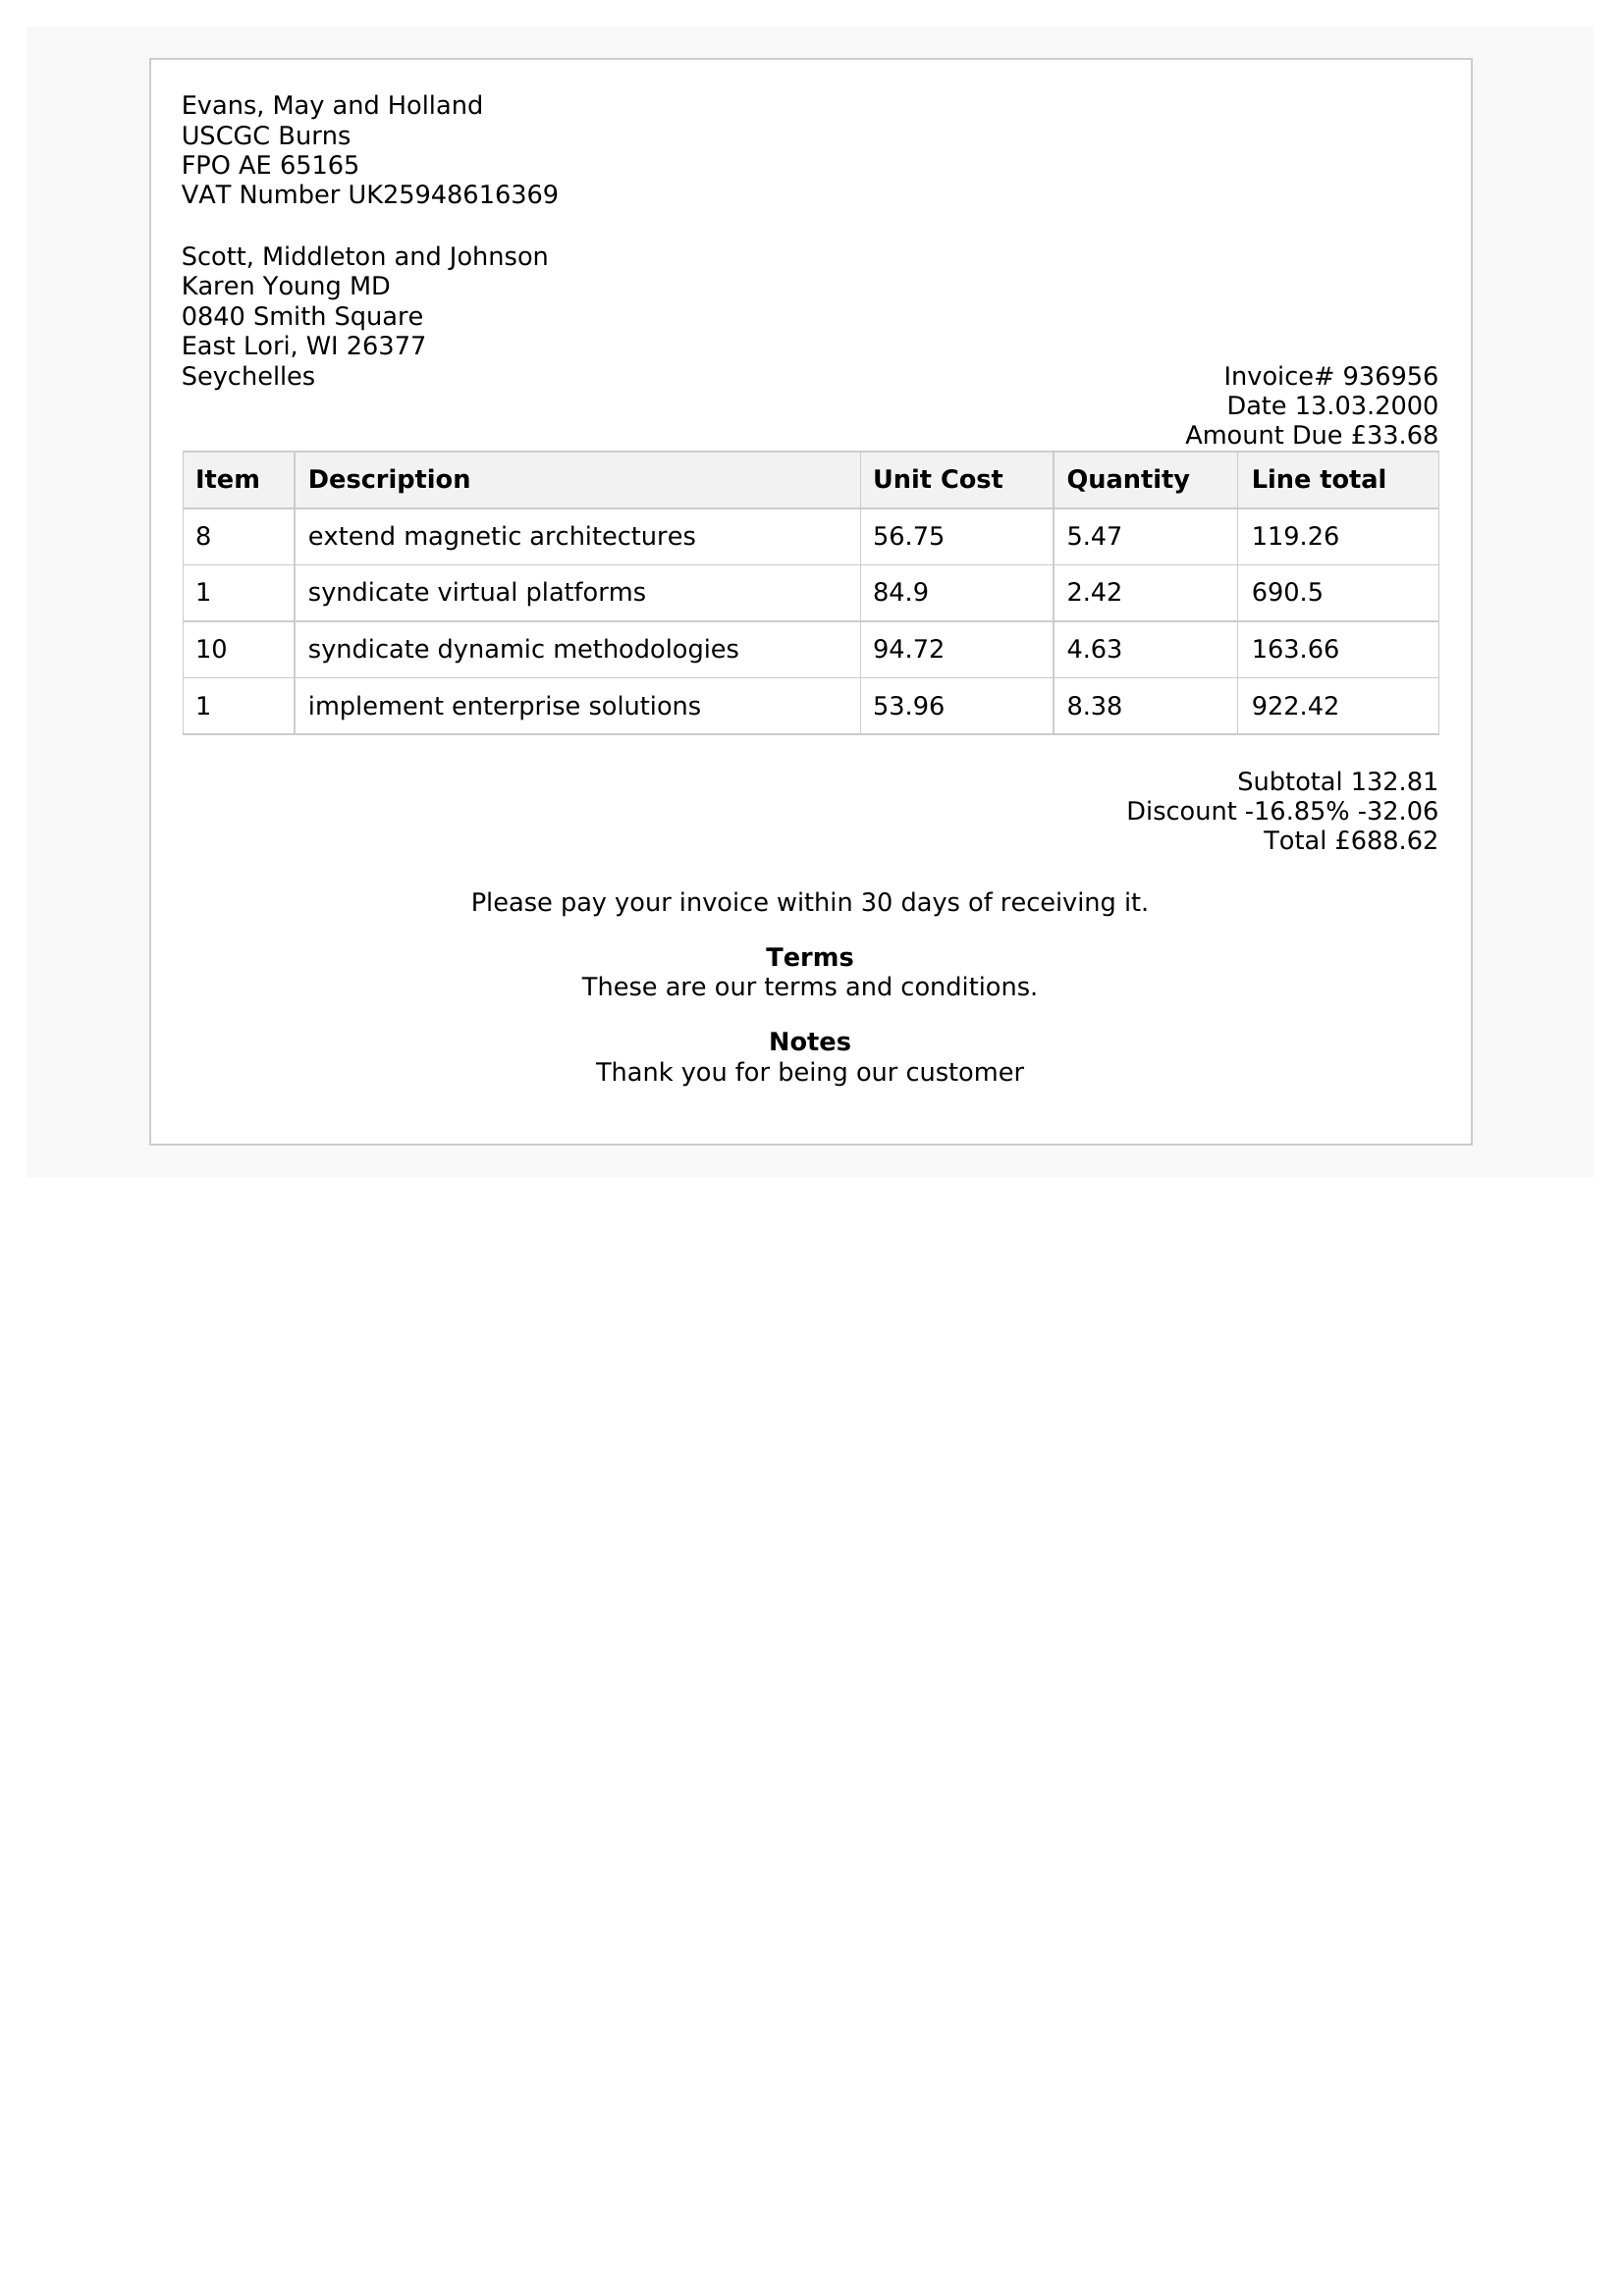 Evans, May and Holland
USCGC Burns
FPO AE 65165
VAT Number UK25948616369
Scott, Middleton and Johnson
Karen Young MD
0840 Smith Square
East Lori, WI 26377
Seychelles
Invoice# 936956
Date 13.03.2000
Amount Due £33.68
Item Description Unit Cost Quantity Line total
8 extend magnetic architectures 56.75 5.47 119.26
1 syndicate virtual platforms 84.9 2.42 690.5
10 syndicate dynamic methodologies 94.72 4.63 163.66
1 implement enterprise solutions 53.96 8.38 922.42
Subtotal 132.81
Discount -16.85% -32.06
Total £688.62
Please pay your invoice within 30 days of receiving it.
Terms
These are our terms and conditions.
Notes
Thank you for being our customer